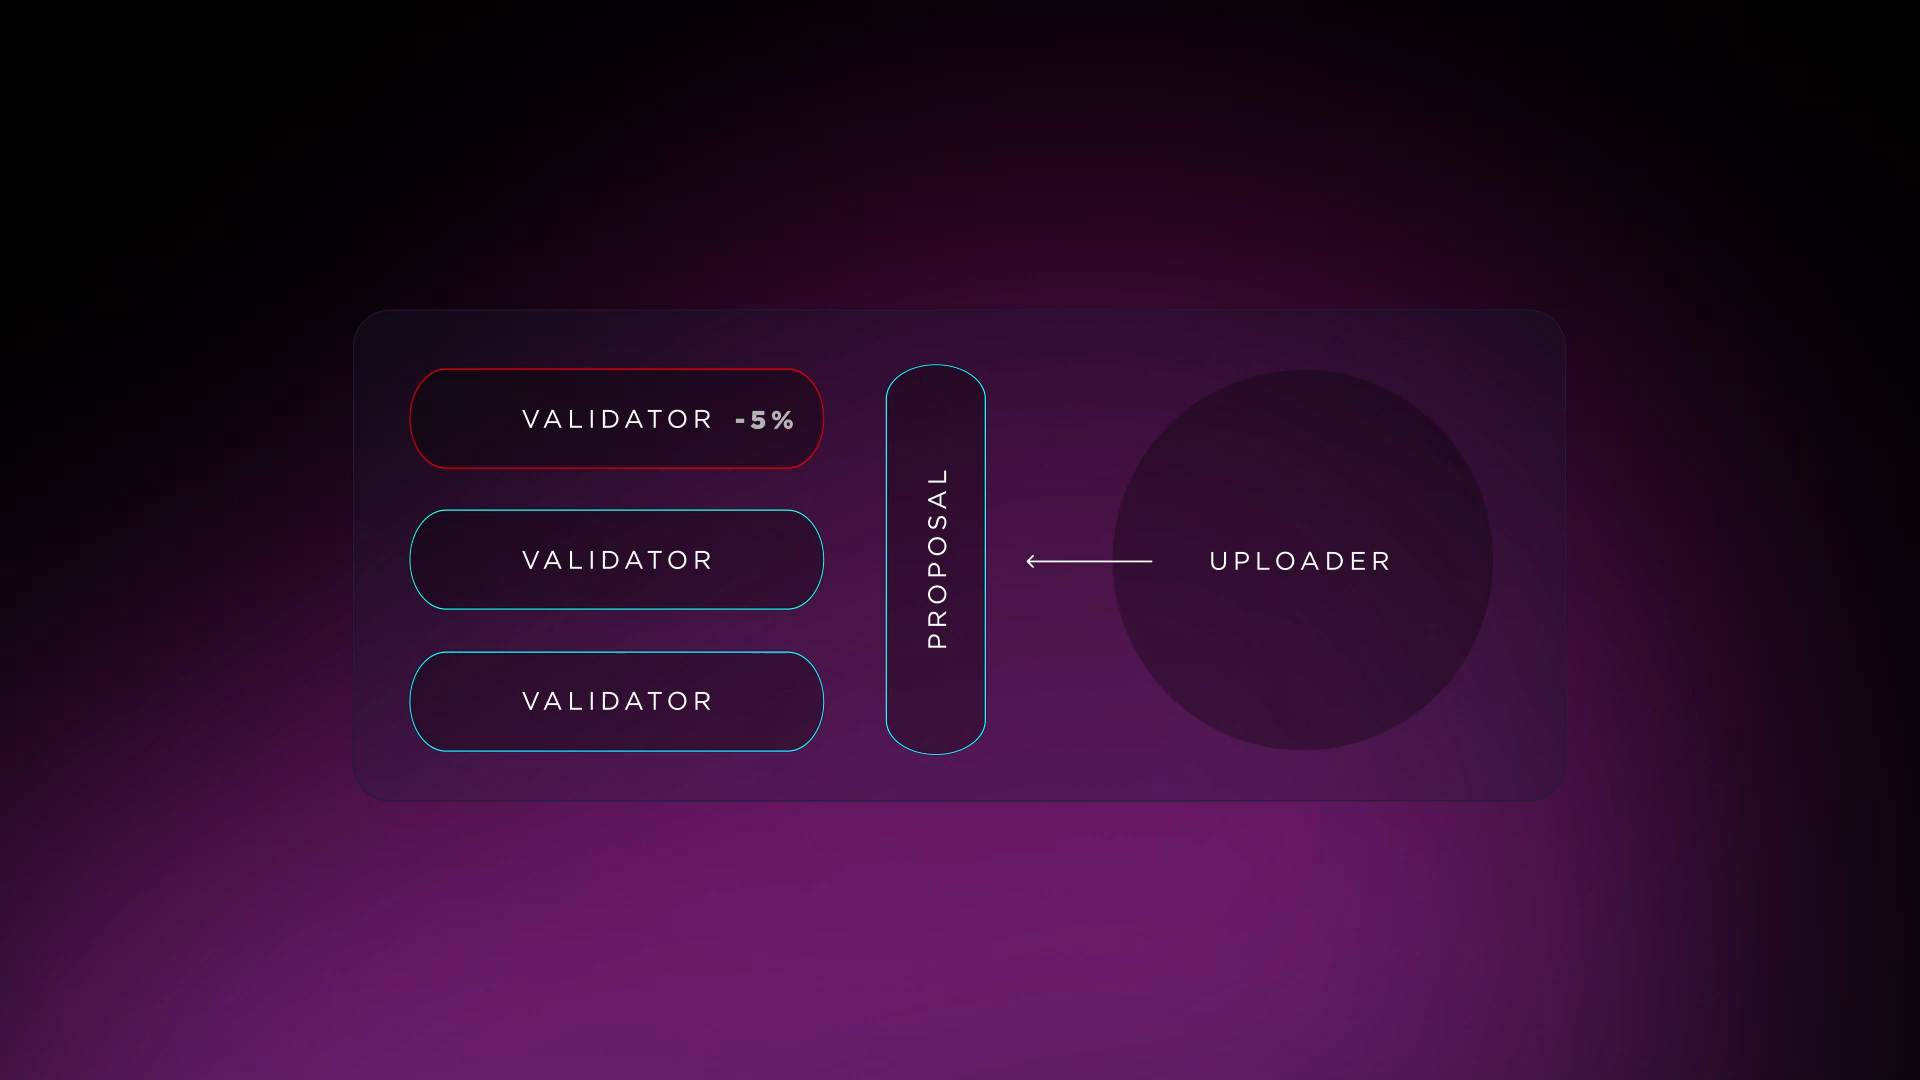 VALIDATOR -5%
VALIDATOR
VALIDATOR
PROPOSAL
UPLOADER